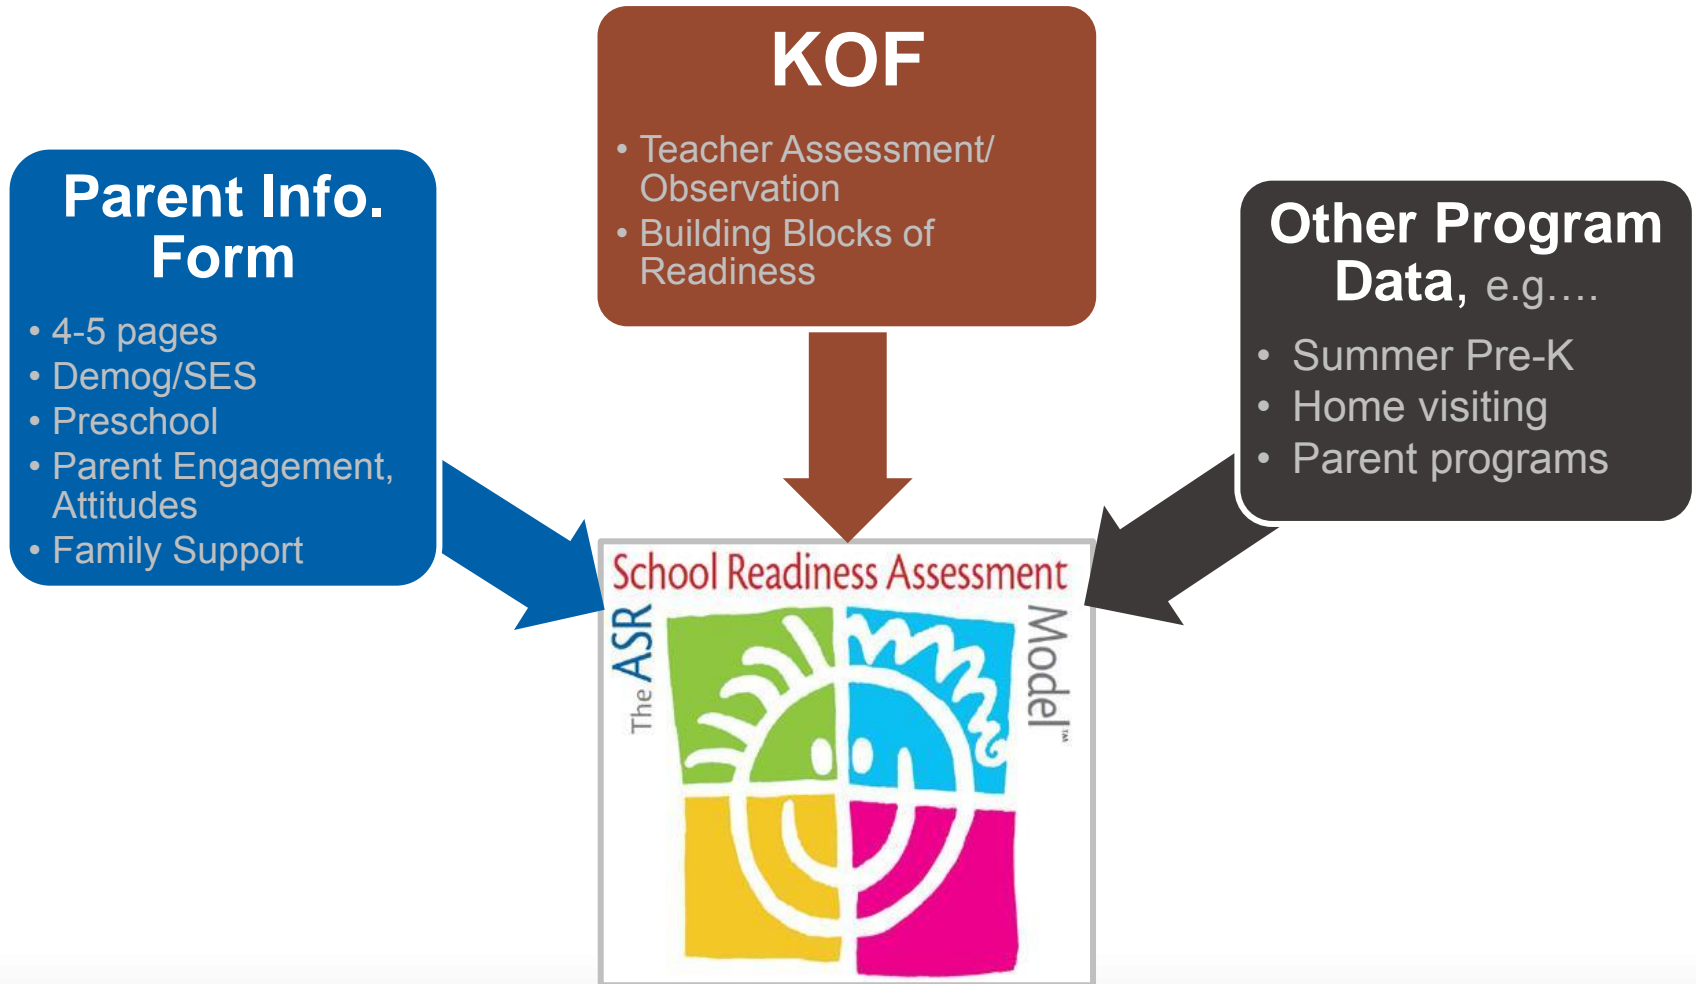 KOF
• Teacher Assessment/
Observation
• Building Blocks of
Readiness
Parent Info.
Form
• 4-5 pages
• Demog/SES
• Preschool
• Parent Engagement,
Attitudes
• Family Support
Other Program
Data, e.g….
• Summer Pre-K
• Home visiting
• Parent programs
School Readiness Assessment
The ASR
Model™